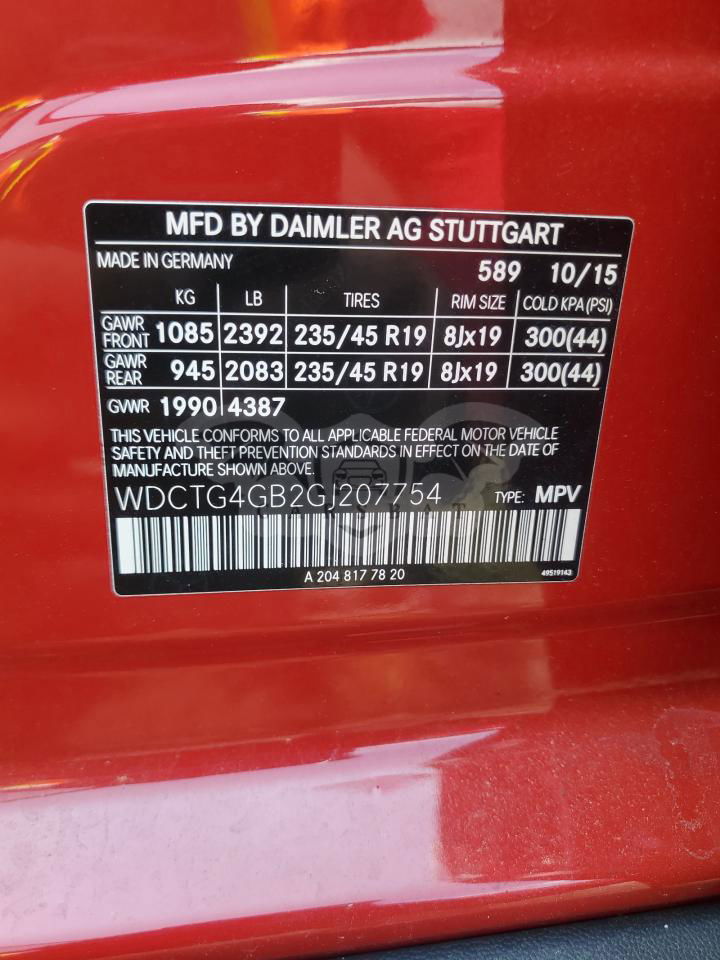 MFD BY DAIMLER AG STUTTGART
MADE IN GERMANY 589 10/15
KG LB TIRES RIM SIZE COLD KPA (PSI)
GAWR FRONT 1085 2392 235/45 R19 8Jx19 300(44)
GAWR REAR 945 2083 235/45 R19 8Jx19 300(44)
GVWR 1990 4387
THIS VEHICLE CONFORMS TO ALL APPLICABLE FEDERAL MOTOR VEHICLE
SAFETY AND THEFT PREVENTION STANDARDS IN EFFECT ON THE DATE OF
MANUFACTURE SHOWN ABOVE.
WDCTG4GB2GJ207754 TYPE: MPV
A 204 817 78 20 49519143